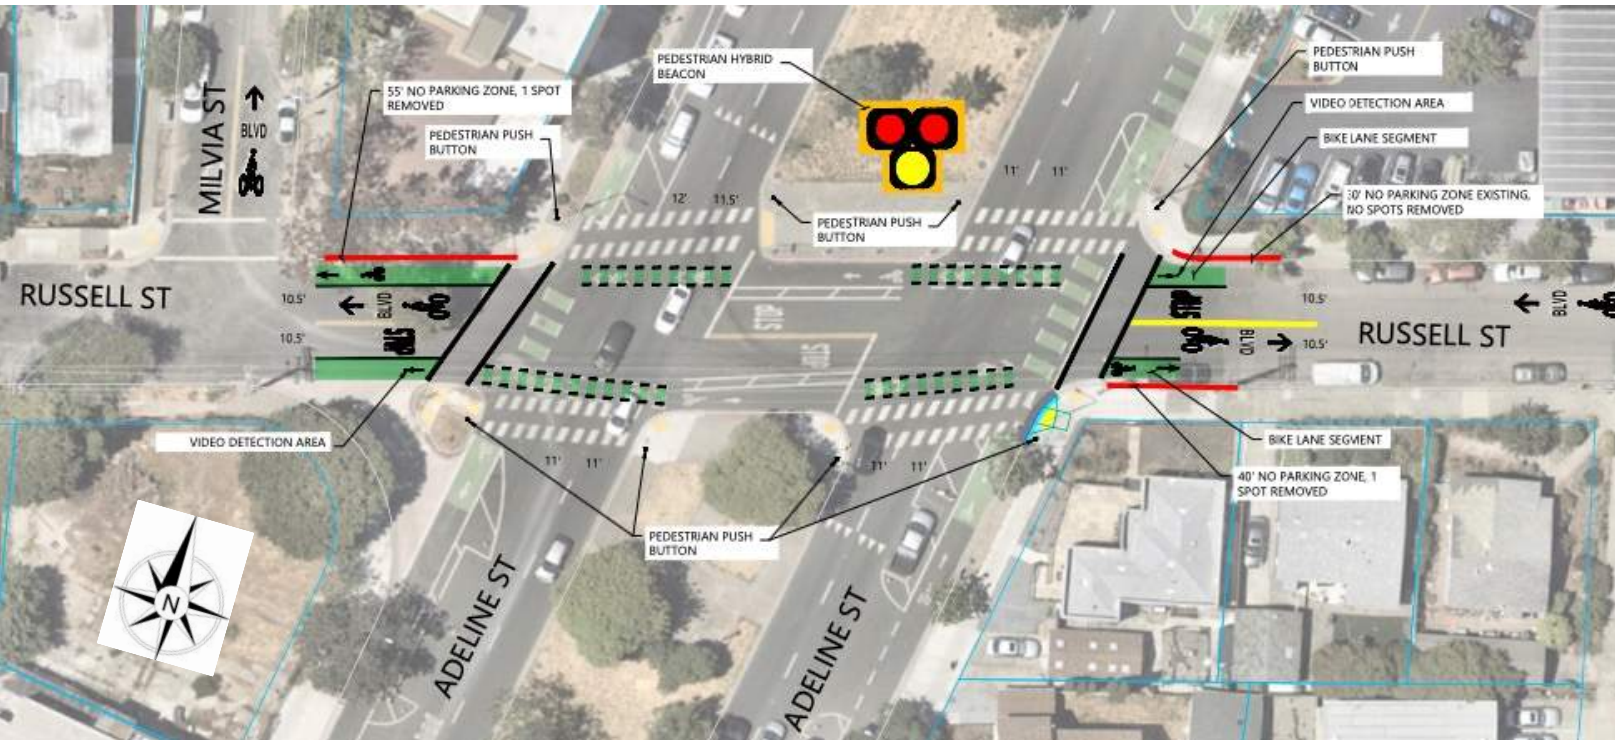 PEDESTRIAN HYBRID
BEACON
PEDESTRIAN PUSH
BUTTON
55' NO PARKING ZONE, 1 SPOT
REMOVED
VIDEO DETECTION AREA
MILVIA ST
BLVD
PEDESTRIAN PUSH
BUTTON
BIKE LANE SEGMENT
11'
11'
12'
11.5'
0' NO PARKING ZONE EXISTING,
NO SPOTS REMOVED
PEDESTRIAN PUSH
BUTTON
RUSSELL ST
10.5'
BLVD
STOP
STOP
10.5'
BLVD
10.5'
STOP
STOP
BLVD
10.5'
RUSSELL ST
VIDEO DETECTION AREA
11'
11'
11'
11'
BIKE LANE SEGMENT
40' NO PARKING ZONE, 1
SPOT REMOVED
PEDESTRIAN PUSH
BUTTON
N
ADELINE ST
ADELINE ST